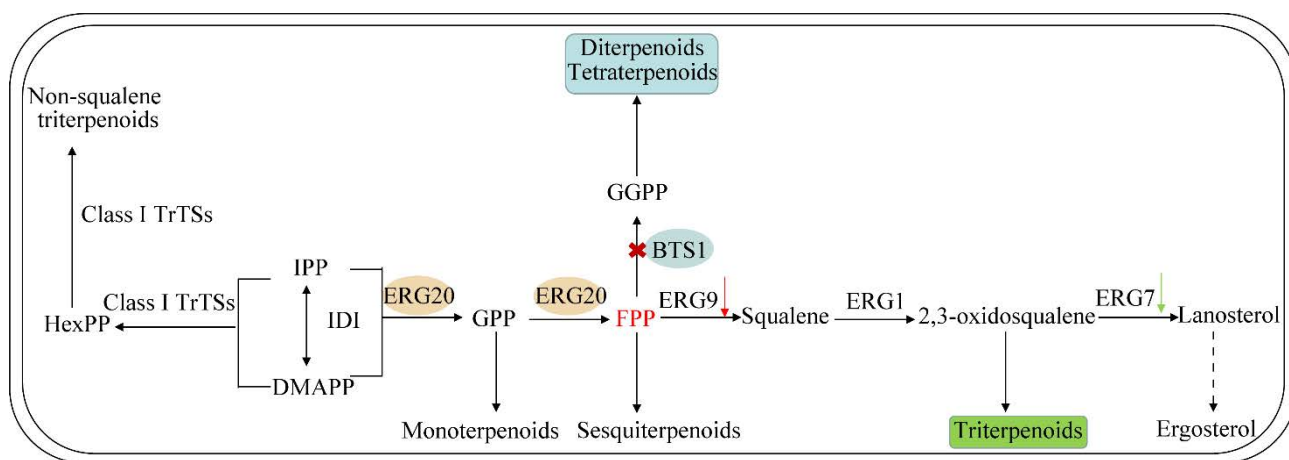 Diterpenoids
Tetraterpenoids
Non-squalene
triterpenoids
GGPP
Class I TrTSs
BTS1
IPP
Class I TrTSs
ERG20
ERG20
ERG9
ERG1
ERG7
HexPP
IDI
GPP
FPP
Squalene
2,3-oxidosqualene
Lanosterol
DMAPP
Monoterpenoids
Sesquiterpenoids
Triterpenoids
Ergosterol